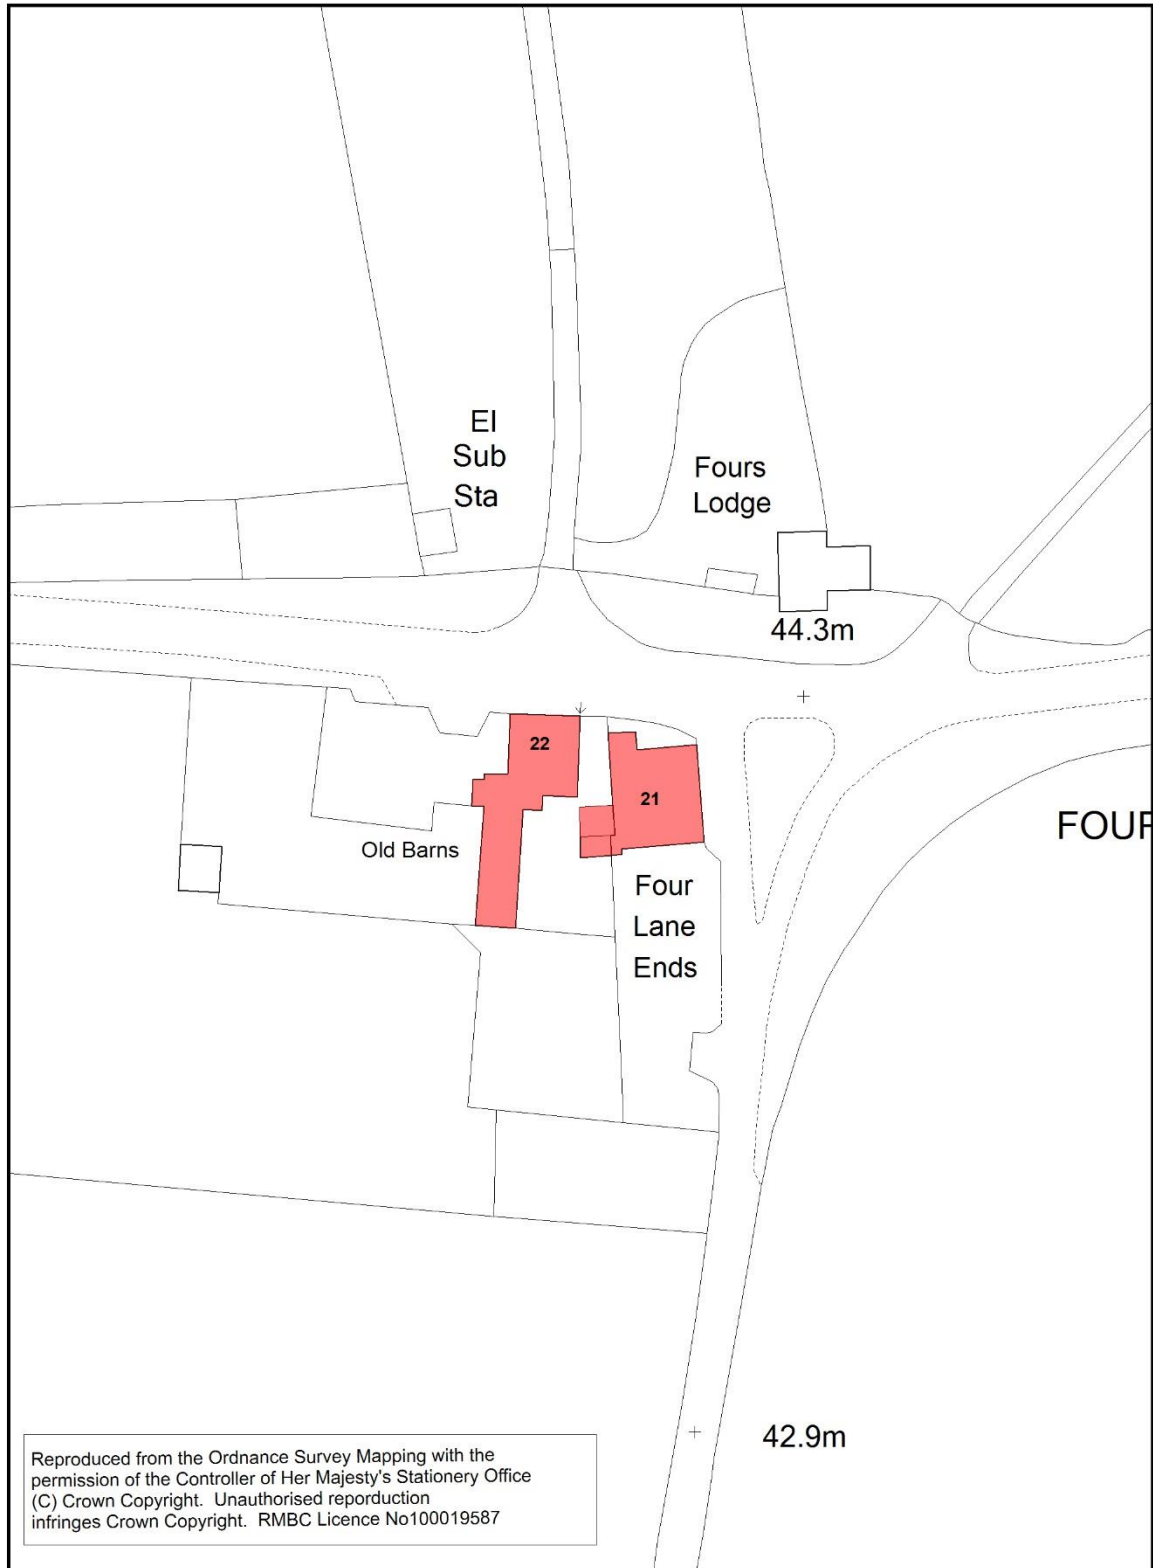 El
Sub
Sta
Fours
Lodge
44.3m
22
21
FOUR
Old Barns
Four
Lane
Ends
42.9m
Reproduced from the Ordnance Survey Mapping with the
permission of the Controller of Her Majesty's Stationery Office
(C) Crown Copyright. Unauthorised reporduction
infringes Crown Copyright. RMBC Licence No100019587